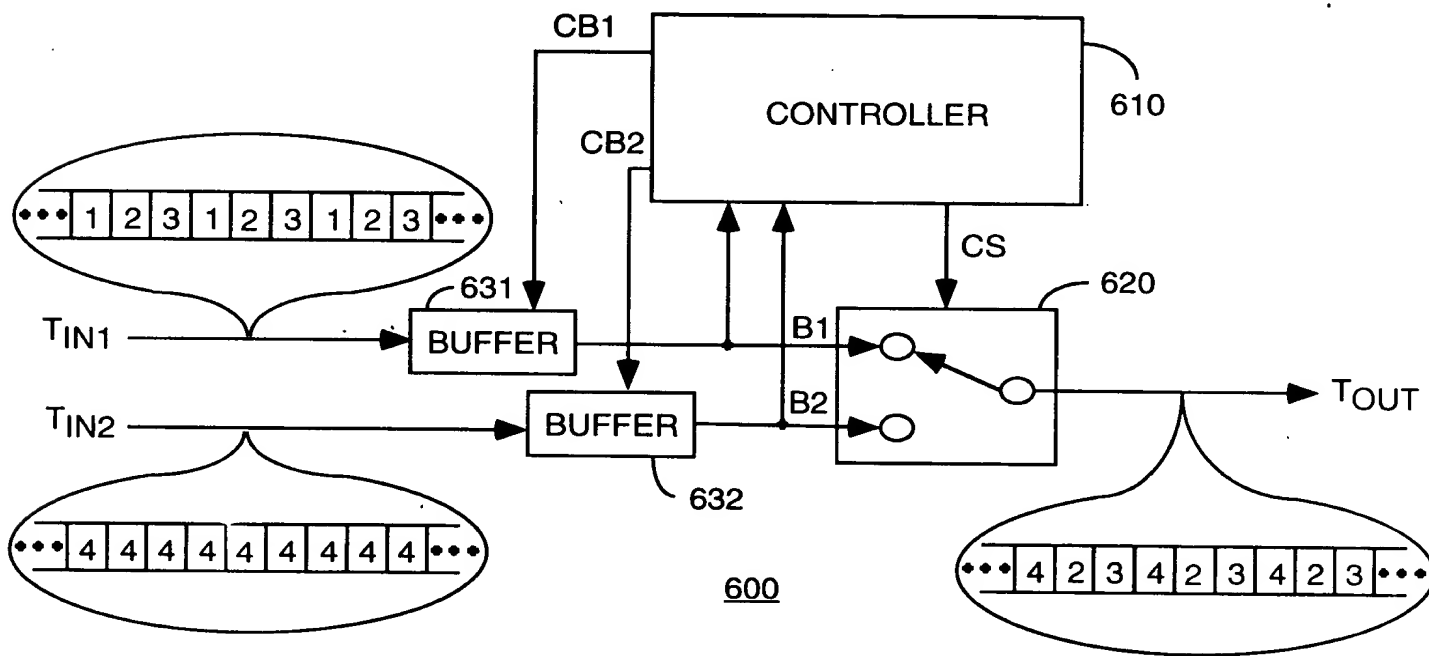 CB1
CONTROLLER
610
CB2
••• 1 2 3 1 2 3 1 2 3 •••
CS
631
620
TIN1
BUFFER
B1
TIN2
BUFFER
B2
TOUT
632
••• 4 4 4 4 4 4 4 4 4 •••
••• 4 2 3 4 2 3 4 2 3 •••
600